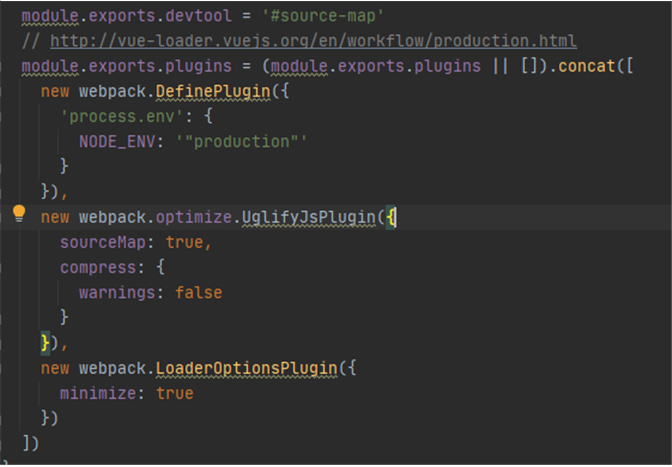 module.exports.devtool = '#source-map'
// http://vue-loader.vuejs.org/en/workflow/production.html
module.exports.plugins = (module.exports.plugins || []).concat([
  new webpack.DefinePlugin({
    'process.env': {
      NODE_ENV: '"production"'
    }
  }),
  new webpack.optimize.UglifyJsPlugin({
    sourceMap: true,
    compress: {
      warnings: false
    }
  }),
  new webpack.LoaderOptionsPlugin({
    minimize: true
  })
])